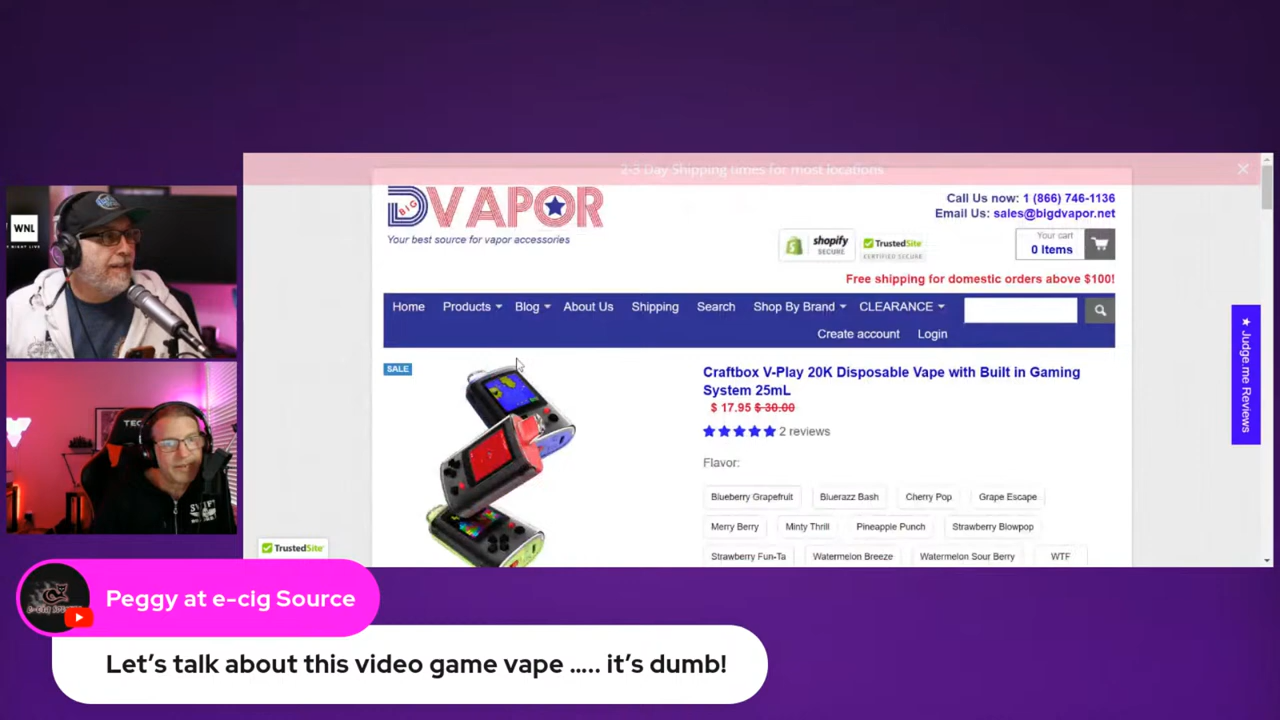 2-3 Day Shipping times for most locations
WNL
BIG
DVAPOR
Your best source for vapor accessories
Call Us now: 1 (866) 746-1136
Email Us: sales@bigdvapor.net
shopify
SECURE
TrustedSite
CERTIFIED SECURE
Your cart
0 Items
Free shipping for domestic orders above $100!
Home Products Blog About Us Shipping Search Shop By Brand CLEARANCE
Create account Login
SALE
Craftbox V-Play 20K Disposable Vape with Built in Gaming
System 25mL
$ 17.95 $ 30.00
2 reviews
Flavor:
Blueberry Grapefruit Bluerazz Bash Cherry Pop Grape Escape
Merry Berry Minty Thrill Pineapple Punch Strawberry Blowpop
Strawberry Fun-Ta Watermelon Breeze Watermelon Sour Berry WTF
★ Judge.me Reviews
TrustedSite
Peggy at e-cig Source
Let’s talk about this video game vape ..... it’s dumb!